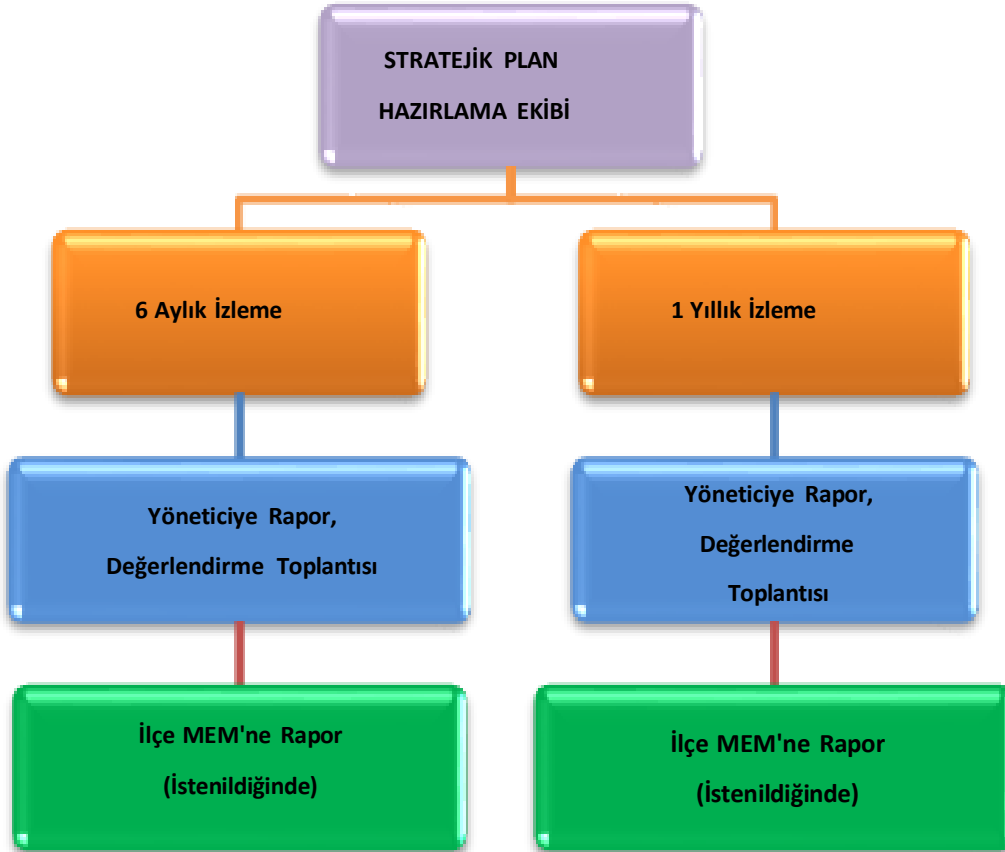 STRATEJİK PLAN
HAZIRLAMA EKİBİ
6 Aylık İzleme
1 Yıllık İzleme
Yöneticiye Rapor,
Değerlendirme Toplantısı
Yöneticiye Rapor,
Değerlendirme
Toplantısı
İlçe MEM'ne Rapor
(İstenildiğinde)
İlçe MEM'ne Rapor
(İstenildiğinde)